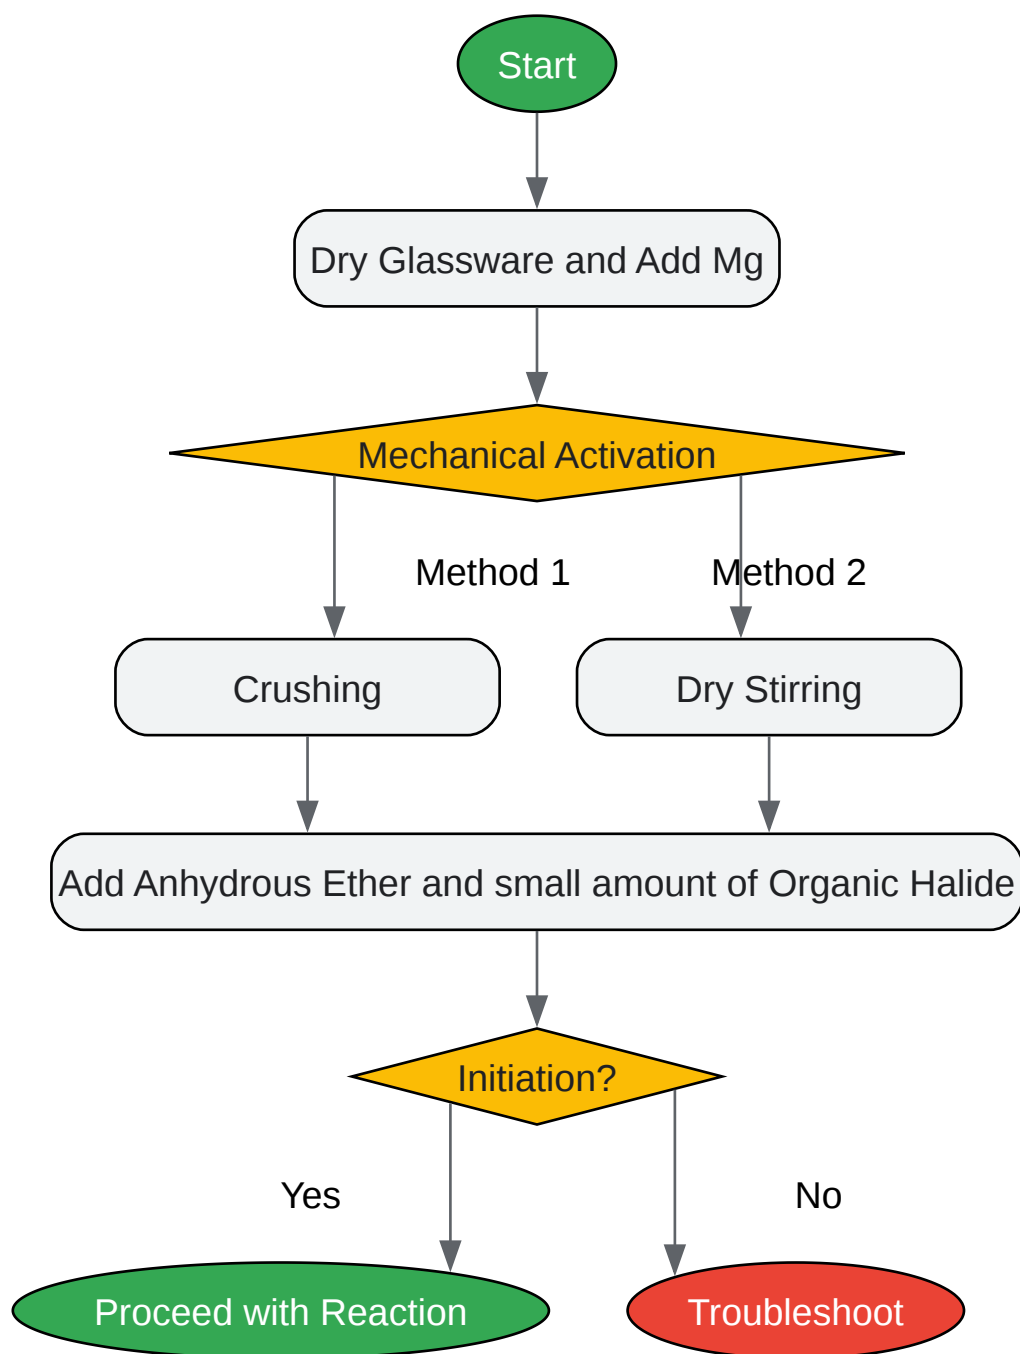 Start
Dry Glassware and Add Mg
Mechanical Activation
Method 1
Method 2
Crushing
Dry Stirring
Add Anhydrous Ether and small amount of Organic Halide
Initiation?
Yes
No
Proceed with Reaction
Troubleshoot